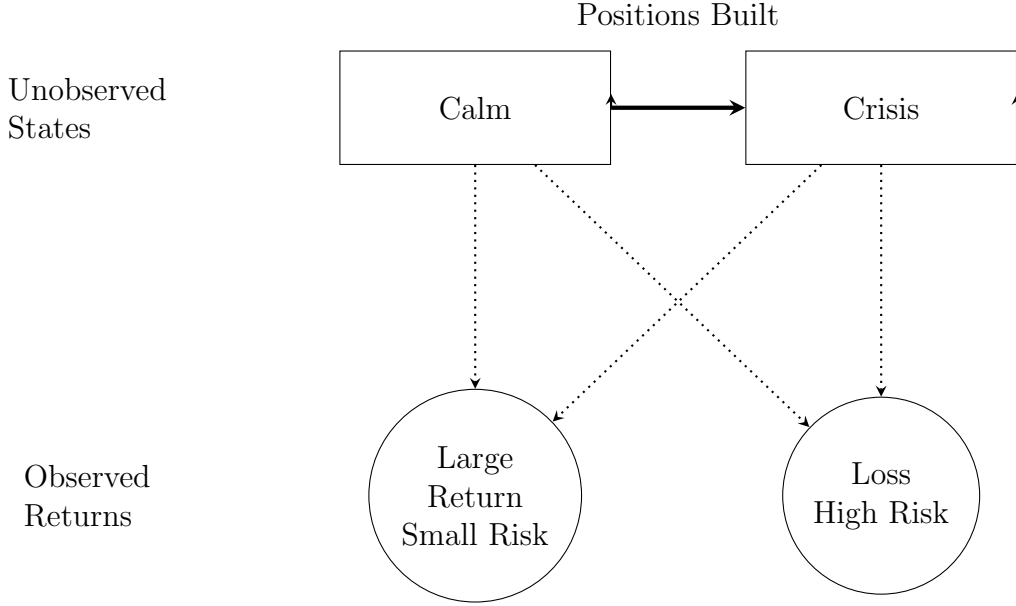 Positions Built
Unobserved
States
Calm
Crisis
Observed
Returns
Large
Return
Small Risk
Loss
High Risk